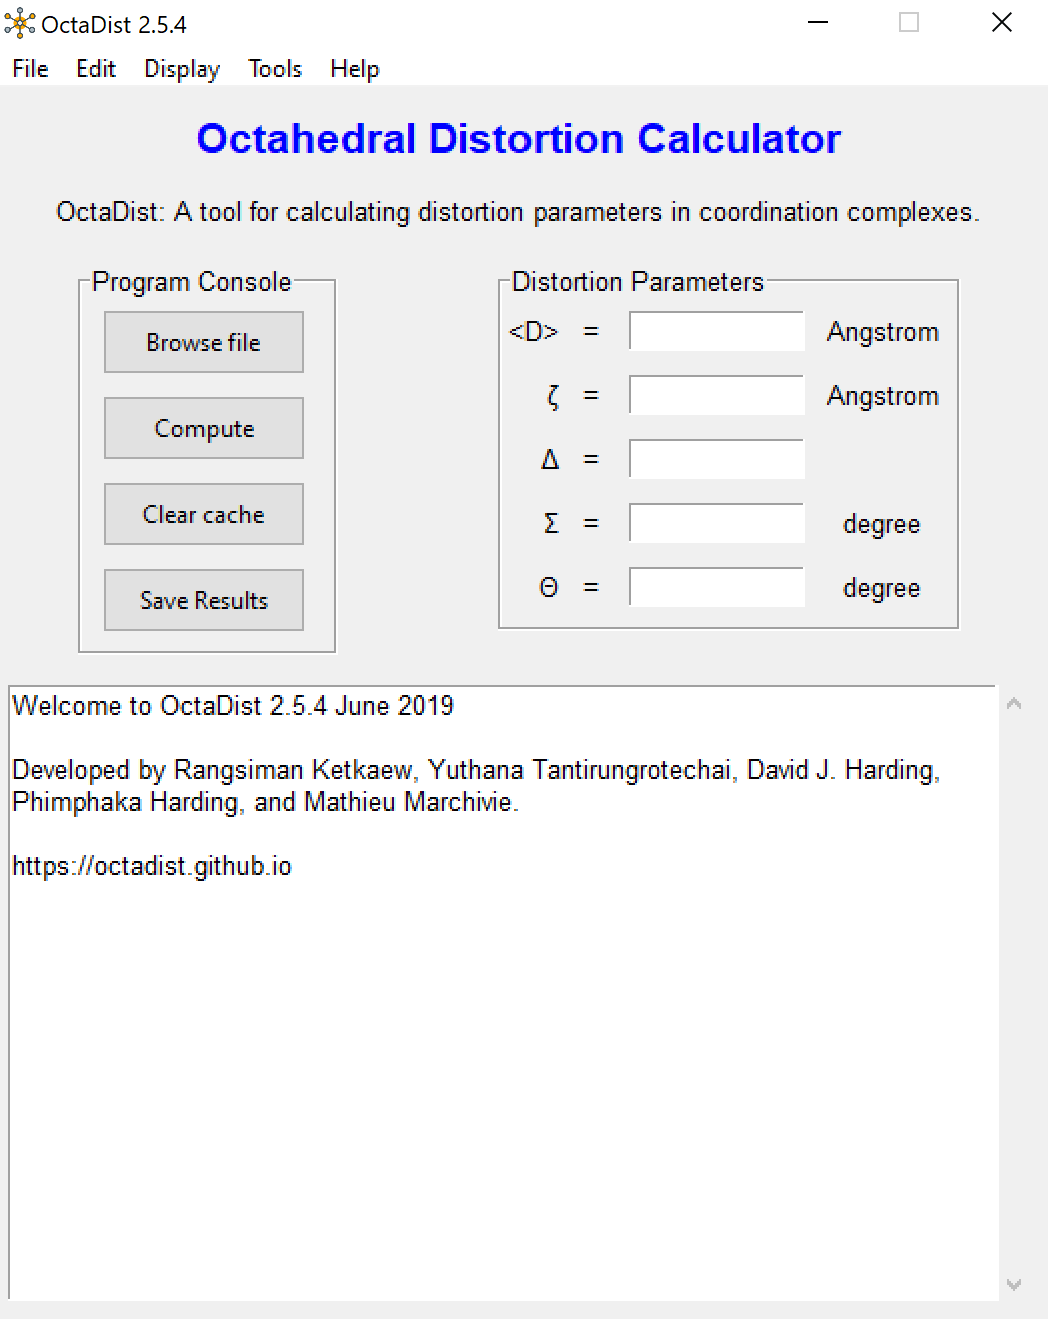 OctaDist 2.5.4
File Edit Display Tools Help
Octahedral Distortion Calculator
OctaDist: A tool for calculating distortion parameters in coordination complexes.
Program Console
Browse file
Compute
Clear cache
Save Results
Distortion Parameters
<D> = Angstrom
ζ = Angstrom
Δ =
Σ = degree
Θ = degree
Welcome to OctaDist 2.5.4 June 2019
Developed by Rangsiman Ketkaew, Yuthana Tantirungrotechai, David J. Harding,
Phimphaka Harding, and Mathieu Marchivie.
https://octadist.github.io